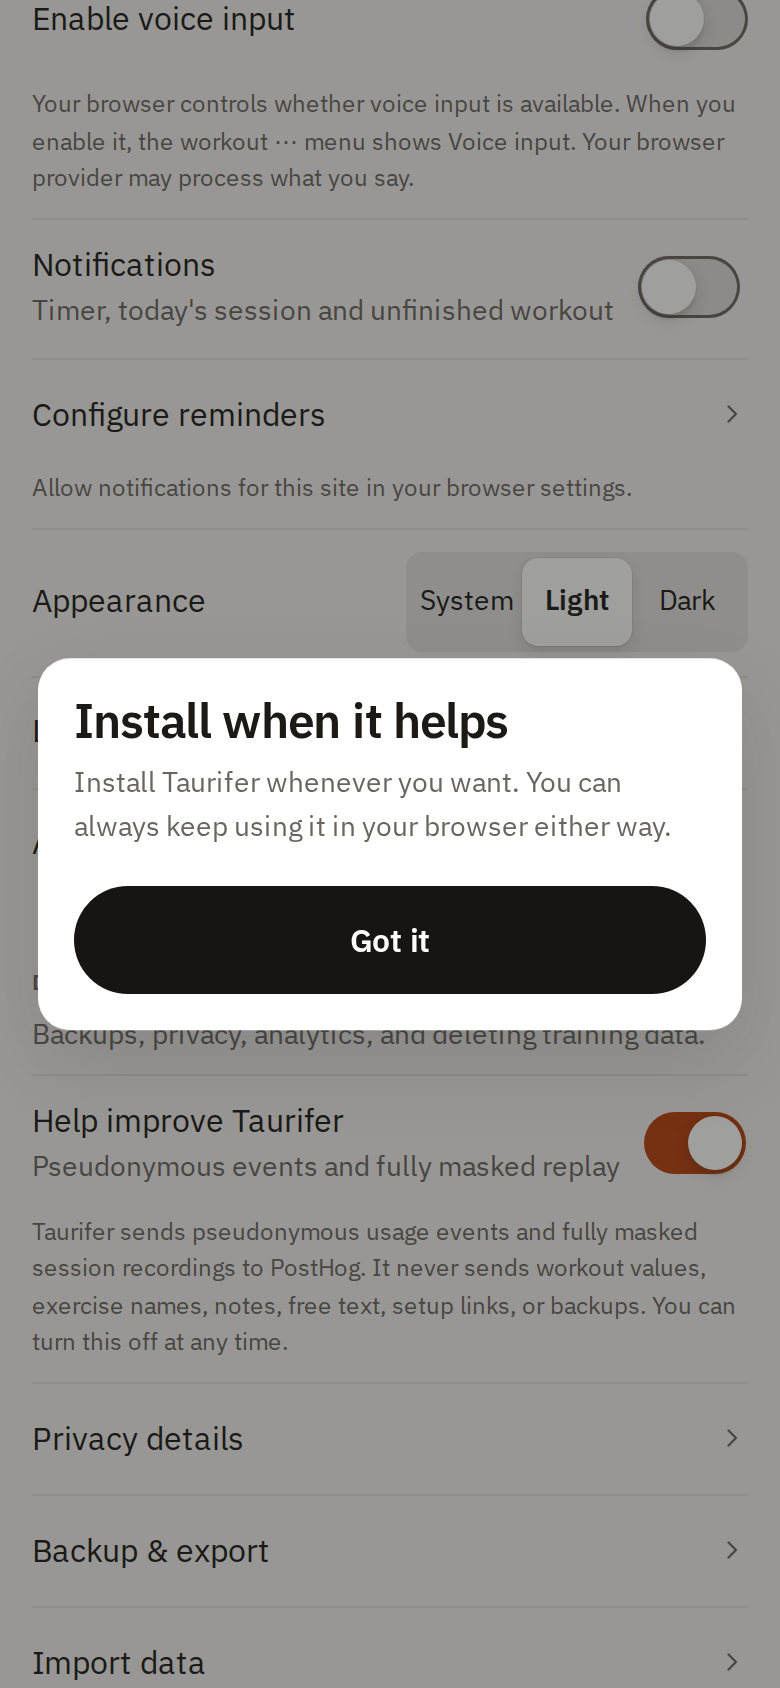 Enable voice input
Your browser controls whether voice input is available. When you
enable it, the workout ··· menu shows Voice input. Your browser
provider may process what you say.
Notifications
Timer, today's session and unfinished workout
Configure reminders
Allow notifications for this site in your browser settings.
Appearance
System Light Dark
Install when it helps
Install Taurifer whenever you want. You can
always keep using it in your browser either way.
Got it
Backups, privacy, analytics, and deleting training data.
Help improve Taurifer
Pseudonymous events and fully masked replay
Taurifer sends pseudonymous usage events and fully masked
session recordings to PostHog. It never sends workout values,
exercise names, notes, free text, setup links, or backups. You can
turn this off at any time.
Privacy details
Backup & export
Import data